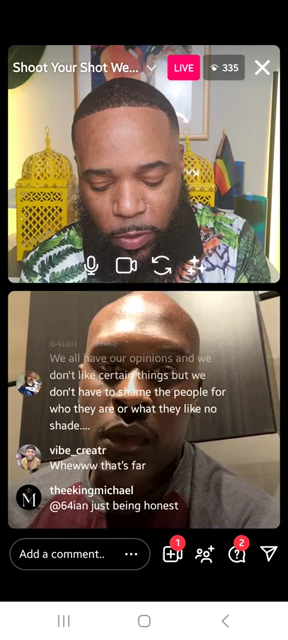 Shoot Your Shot We...
LIVE
335
64ian
We all have our opinions and we
don't like certain things but we
don't have to shame the people for
who they are or what they like no
shade....
vibe_creatr
Whewww that's far
theekingmichael
@64ian just being honest
M
Add a comment..
1
2